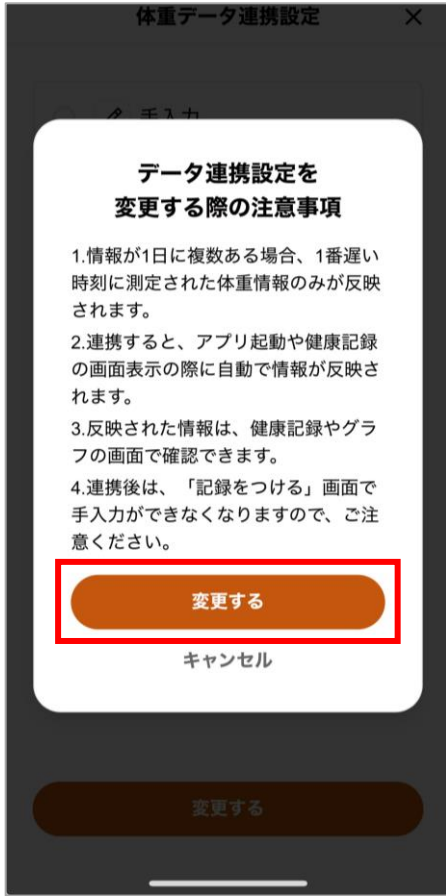 体重データ連携設定
手入力
データ連携設定を
変更する際の注意事項
1.情報が1日に複数ある場合、1番遅い
時刻に測定された体重情報のみが反映
されます。
2.連携すると、アプリ起動や健康記録
の画面表示の際に自動で情報が反映さ
れます。
3.反映された情報は、健康記録やグラ
フの画面で確認できます。
4.連携後は、「記録をつける」画面で
手入力ができなくなりますので、ご注
意ください。
変更する
キャンセル
変更する